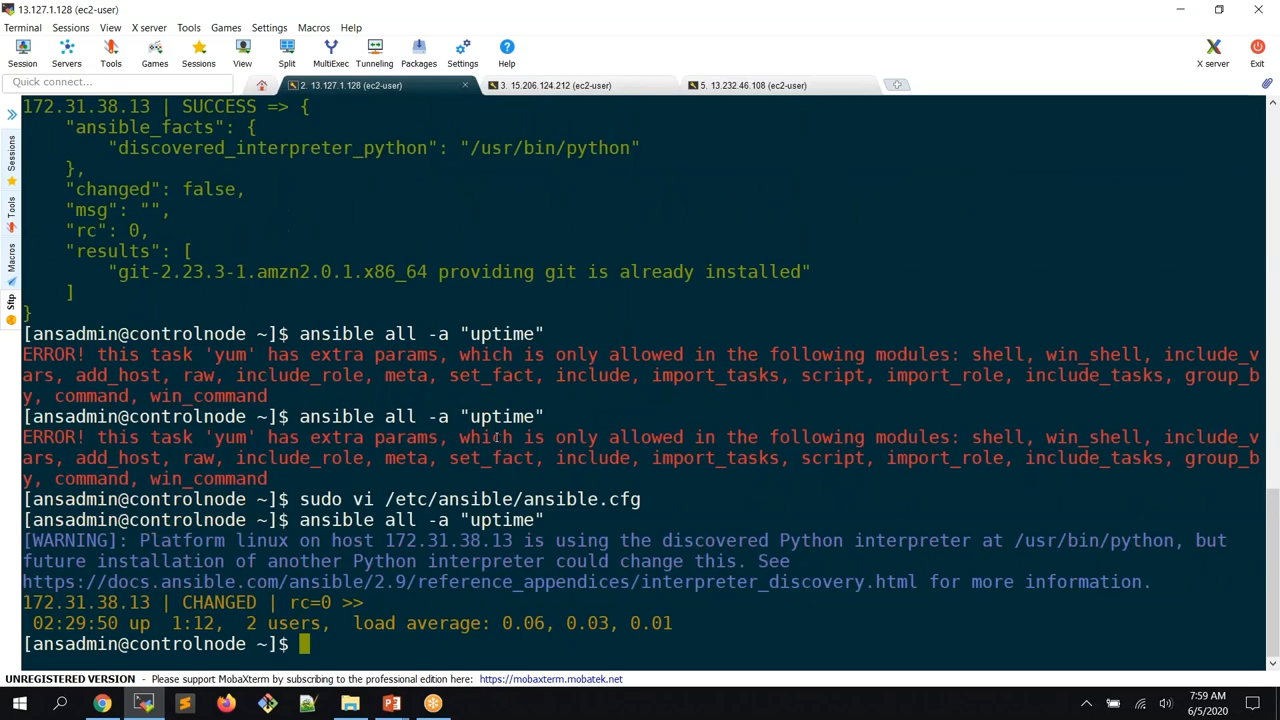 13.127.1.128 (ec2-user)
Terminal Sessions View X server Tools Games Settings Macros Help
Session Servers Tools Games Sessions View Split MultiExec Tunneling Packages Settings Help X server Exit
Quick connect...
2. 13.127.1.128 (ec2-user)
3. 15.206.124.212 (ec2-user)
5. 13.232.46.108 (ec2-user)
Sessions
Tools
Macros
Sftp
172.31.38.13 | SUCCESS => {
    "ansible_facts": {
        "discovered_interpreter_python": "/usr/bin/python"
    },
    "changed": false,
    "msg": "",
    "rc": 0,
    "results": [
        "git-2.23.3-1.amzn2.0.1.x86_64 providing git is already installed"
    ]
}
[ansadmin@controlnode ~]$ ansible all -a "uptime"
ERROR! this task 'yum' has extra params, which is only allowed in the following modules: shell, win_shell, include_v
ars, add_host, raw, include_role, meta, set_fact, include, import_tasks, script, import_role, include_tasks, group_b
y, command, win_command
[ansadmin@controlnode ~]$ ansible all -a "uptime"
ERROR! this task 'yum' has extra params, which is only allowed in the following modules: shell, win_shell, include_v
ars, add_host, raw, include_role, meta, set_fact, include, import_tasks, script, import_role, include_tasks, group_b
y, command, win_command
[ansadmin@controlnode ~]$ sudo vi /etc/ansible/ansible.cfg
[ansadmin@controlnode ~]$ ansible all -a "uptime"
[WARNING]: Platform linux on host 172.31.38.13 is using the discovered Python interpreter at /usr/bin/python, but
future installation of another Python interpreter could change this. See
https://docs.ansible.com/ansible/2.9/reference_appendices/interpreter_discovery.html for more information.
172.31.38.13 | CHANGED | rc=0 >>
 02:29:50 up  1:12,  2 users,  load average: 0.06, 0.03, 0.01
[ansadmin@controlnode ~]$
UNREGISTERED VERSION - Please support MobaXterm by subscribing to the professional edition here: https://mobaxterm.mobatek.net
7:59 AM
6/5/2020